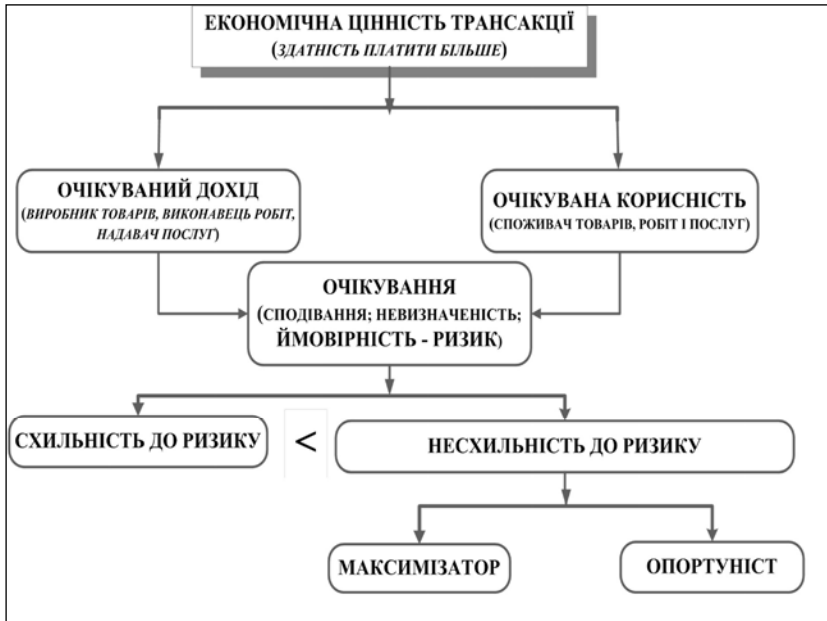 ЕКОНОМІЧНА ЦІННІСТЬ ТРАНСАКЦІЇ
(ЗДАТНІСТЬ ПЛАТИТИ БІЛЬШЕ)
ОЧІКУВАНИЙ ДОХІД
(ВИРОБНИК ТОВАРІВ, ВИКОНАВЕЦЬ РОБІТ,
НАДАВАЧ ПОСЛУГ)
ОЧІКУВАНА КОРИСНІСТЬ
(СПОЖИВАЧ ТОВАРІВ, РОБІТ І ПОСЛУГ)
ОЧІКУВАННЯ
(СПОДІВАННЯ; НЕВИЗНАЧЕНІСТЬ;
ЙМОВІРНІСТЬ - РИЗИК)
СХИЛЬНІСТЬ ДО РИЗИКУ
<
НЕСХИЛЬНІСТЬ ДО РИЗИКУ
МАКСИМІЗАТОР
ОПОРТУНІСТ